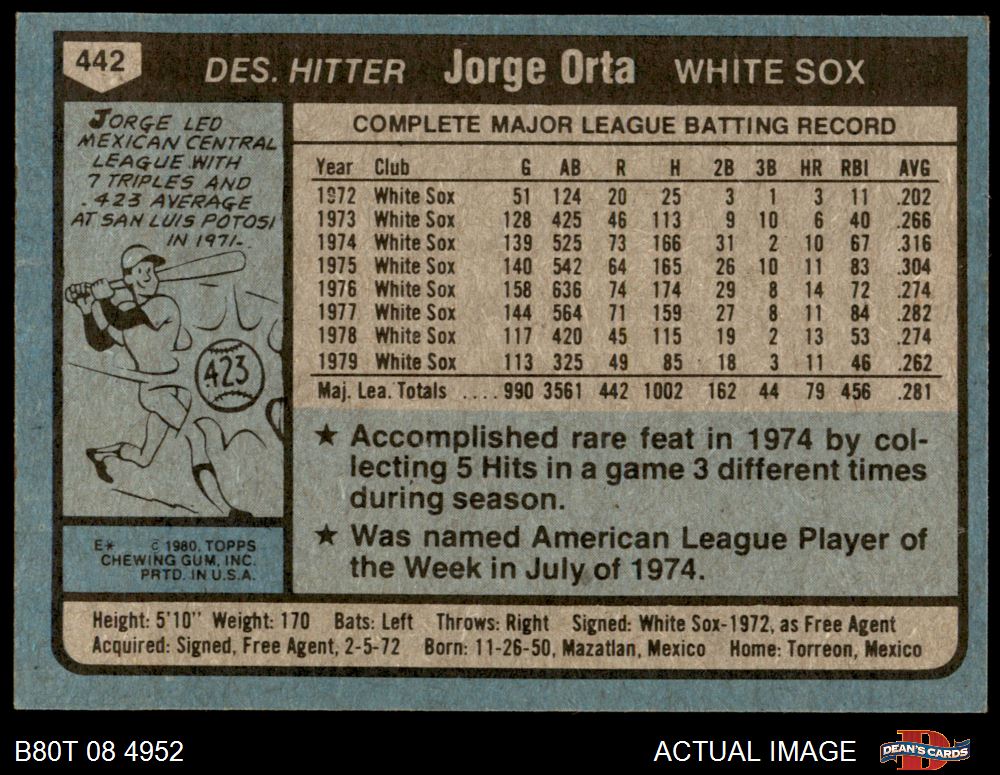 442 DES. HITTER Jorge Orta WHITE SOX
JORGE LED
MEXICAN CENTRAL
LEAGUE WITH
7 TRIPLES AND
.423 AVERAGE
AT SAN LUIS POTOSI
IN 1971.
423
E* © 1980, TOPPS
CHEWING GUM, INC.
PRTD. IN U.S.A.
COMPLETE MAJOR LEAGUE BATTING RECORD
Year Club G AB R H 2B 3B HR RBI AVG
1972 White Sox 51 124 20 25 3 1 3 11 .202
1973 White Sox 128 425 46 113 9 10 6 40 .266
1974 White Sox 139 525 73 166 31 2 10 67 .316
1975 White Sox 140 542 64 165 26 10 11 83 .304
1976 White Sox 158 636 74 174 29 8 14 72 .274
1977 White Sox 144 564 71 159 27 8 11 84 .282
1978 White Sox 117 420 45 115 19 2 13 53 .274
1979 White Sox 113 325 49 85 18 3 11 46 .262
Maj. Lea. Totals .... 990 3561 442 1002 162 44 79 456 .281
★ Accomplished rare feat in 1974 by col-
lecting 5 Hits in a game 3 different times
during season.
★ Was named American League Player of
the Week in July of 1974.
Height: 5'10" Weight: 170 Bats: Left Throws: Right Signed: White Sox-1972, as Free Agent
Acquired: Signed, Free Agent, 2-5-72 Born: 11-26-50, Mazatlan, Mexico Home: Torreon, Mexico
B80T 08 4952 ACTUAL IMAGE DEAN'S CARDS